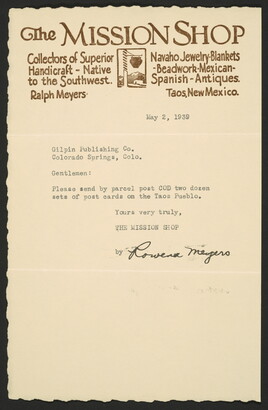 The MISSION SHOP
Collectors of Superior
Handicraft - Native
to the Southwest.
Ralph Meyers
Navaho Jewelry-Blankets
-Beadwork-Mexican-
Spanish - Antiques.
Taos, New Mexico.
May 2, 1939
Gilpin Publishing Co.
Colorado Springs, Colo.
Gentlemen:
Please send by parcel post COD two dozen
sets of post cards on the Taos Pueblo.
Yours very truly,
THE MISSION SHOP
by Rowena Meyers